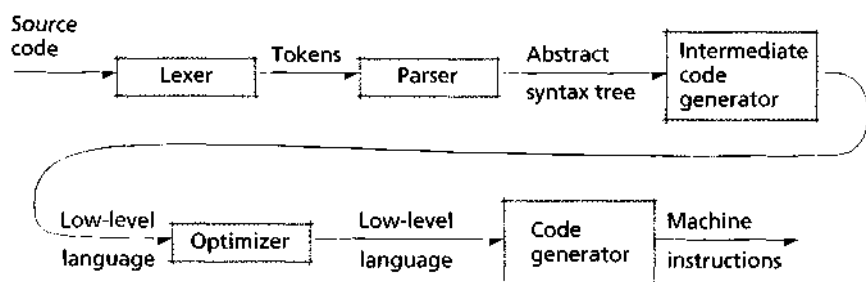 Source
code
Lexer
Tokens
Parser
Abstract
syntax tree
Intermediate
code
generator
Low-level
language
Optimizer
Low-level
language
Code
generator
Machine
instructions